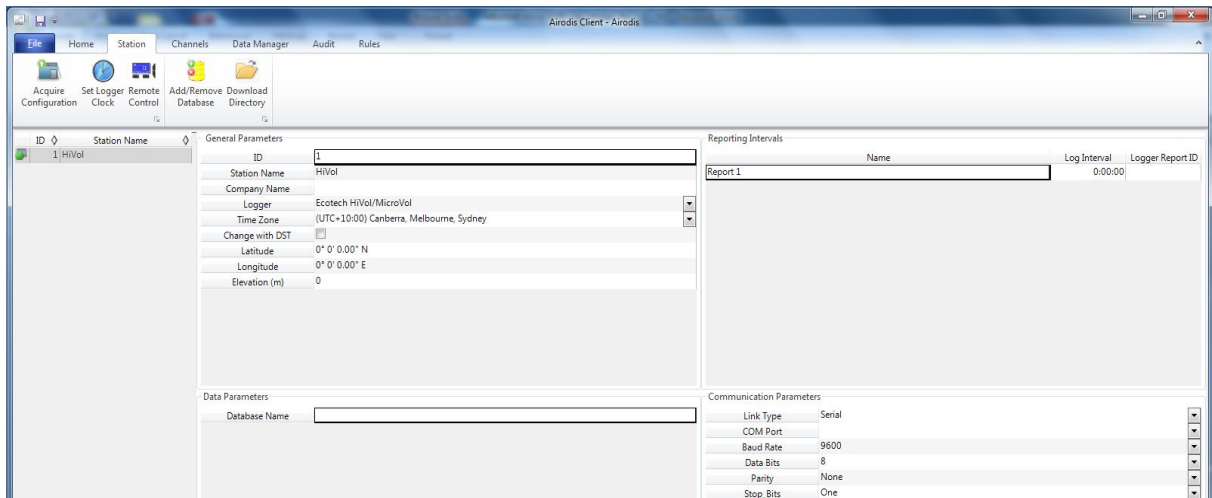 Airodis Client - Airodis
File Home Station Channels Data Manager Audit Rules
Acquire Configuration
Set Logger Clock
Remote Control
Add/Remove Database
Download Directory
ID Station Name
1 HiVol
General Parameters
ID 1
Station Name HiVol
Company Name
Logger Ecotech HiVol/MicroVol
Time Zone (UTC+10:00) Canberra, Melbourne, Sydney
Change with DST
Latitude 0° 0' 0.00" N
Longitude 0° 0' 0.00" E
Elevation (m) 0
Reporting Intervals
Name Log Interval Logger Report ID
Report 1 0:00:00
Data Parameters
Database Name
Communication Parameters
Link Type Serial
COM Port
Baud Rate 9600
Data Bits 8
Parity None
Stop Bits One